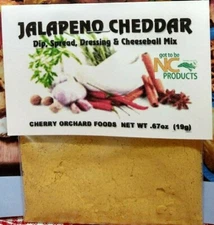 JALAPENO CHEDDAR
Dip, Spread, Dressing & Cheeseball Mix
got to be
NC
PRODUCTS
CHERRY ORCHARD FOODS NET WT .67oz (19g)